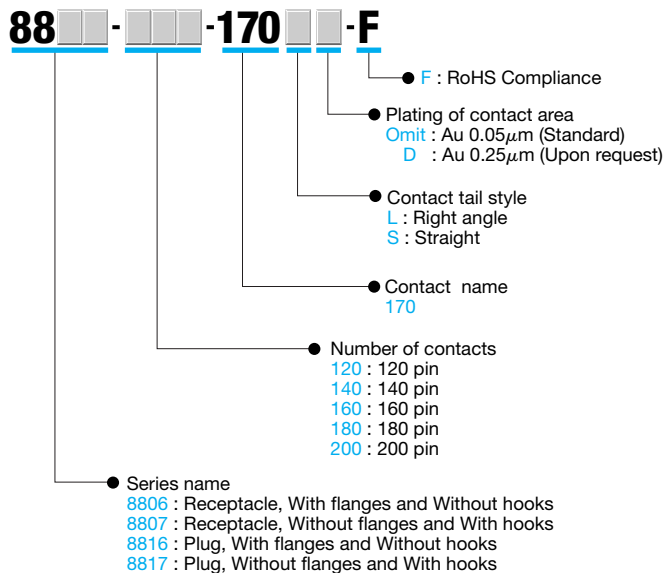 88 - - 170 - F
F : RoHS Compliance
Plating of contact area
Omit : Au 0.05μm (Standard)
D : Au 0.25μm (Upon request)
Contact tail style
L : Right angle
S : Straight
Contact name
170
Number of contacts
120 : 120 pin
140 : 140 pin
160 : 160 pin
180 : 180 pin
200 : 200 pin
Series name
8806 : Receptacle, With flanges and Without hooks
8807 : Receptacle, Without flanges and With hooks
8816 : Plug, With flanges and Without hooks
8817 : Plug, Without flanges and With hooks